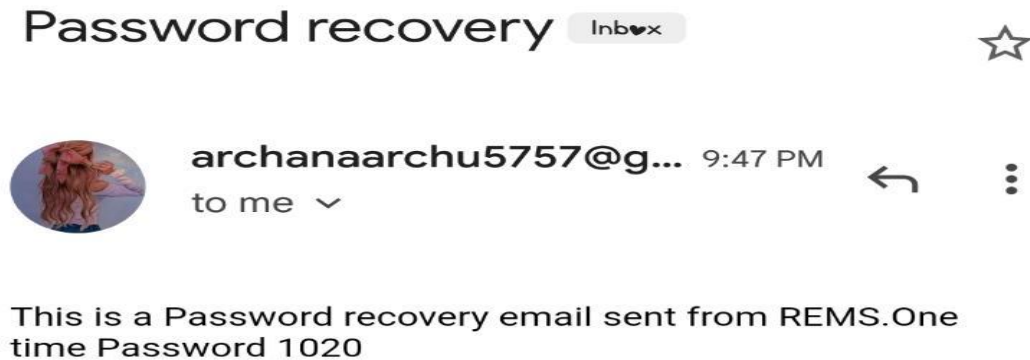 Password recovery Inbox
archanaarchu5757@g... 9:47 PM
to me
This is a Password recovery email sent from REMS.One
time Password 1020